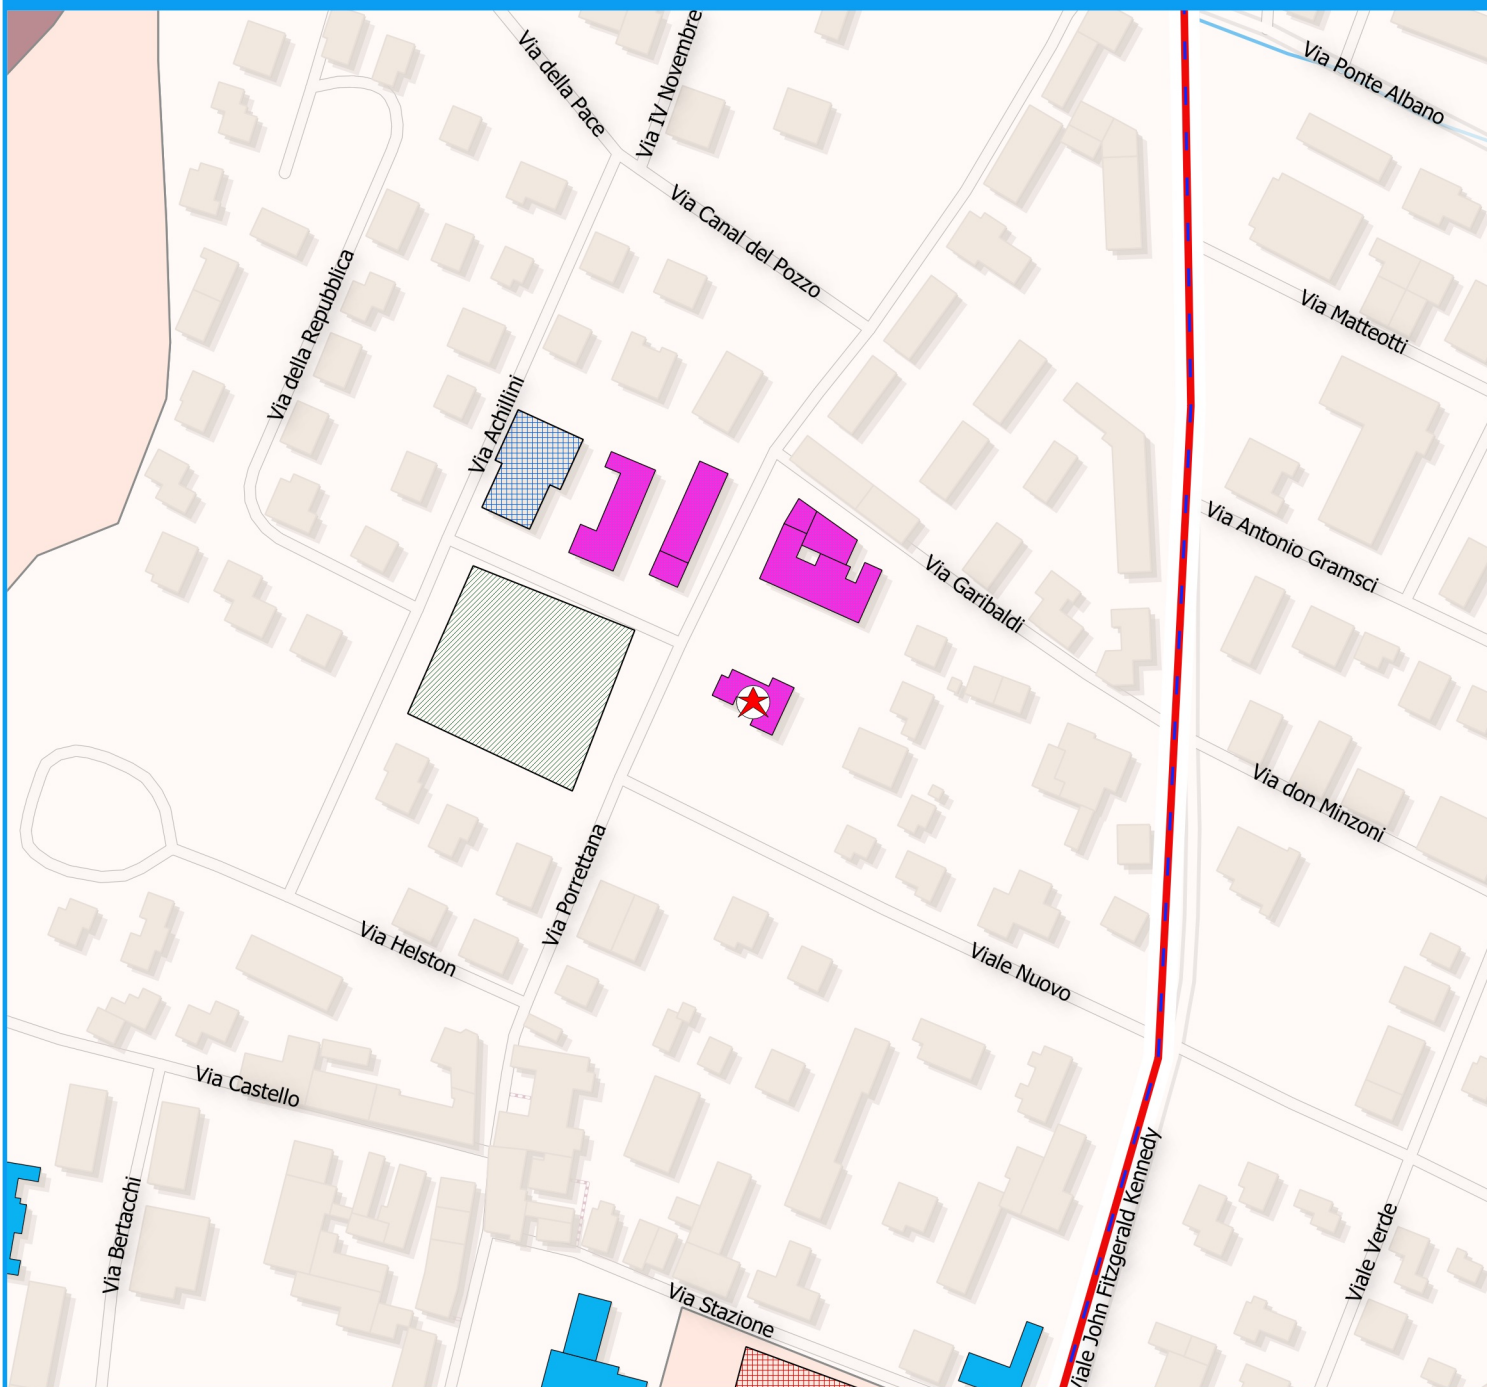 Via della Pace
Via IV Novembre
Via Ponte Albano
Via Canal del Pozzo
Via della Repubblica
Via Matteotti
Via Achillini
Via Antonio Gramsci
Via Garibaldi
Via don Minzoni
Via Porrettana
Via Helston
Viale Nuovo
Via Castello
Via Bertacchi
Viale John Fitzgerald Kennedy
Viale Verde
Via Stazione